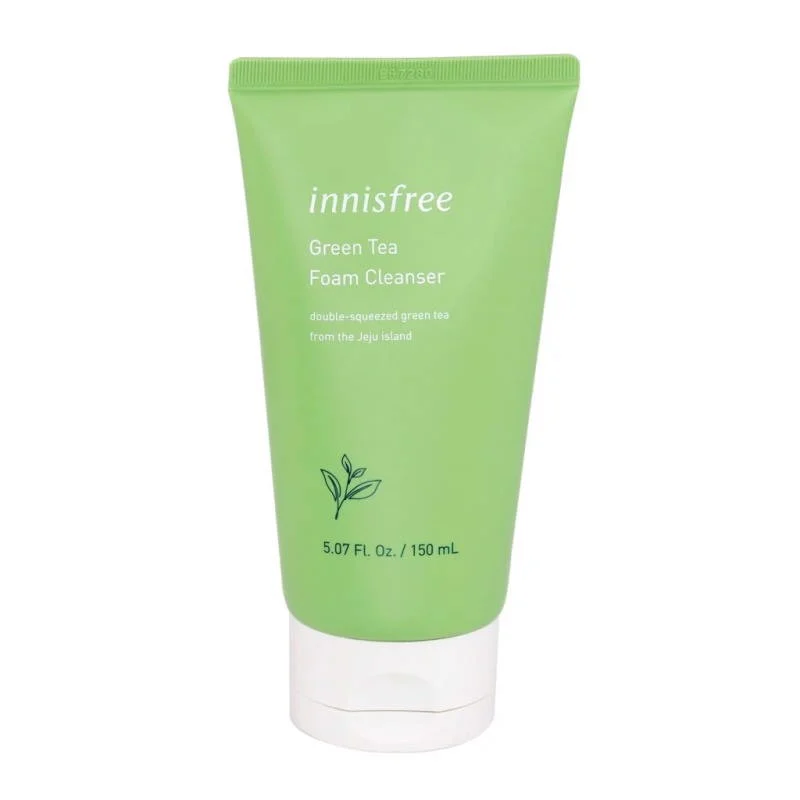 innisfree
Green Tea
Foam Cleanser
double-squeezed green tea
from the Jeju island
5.07 Fl. Oz. / 150 mL